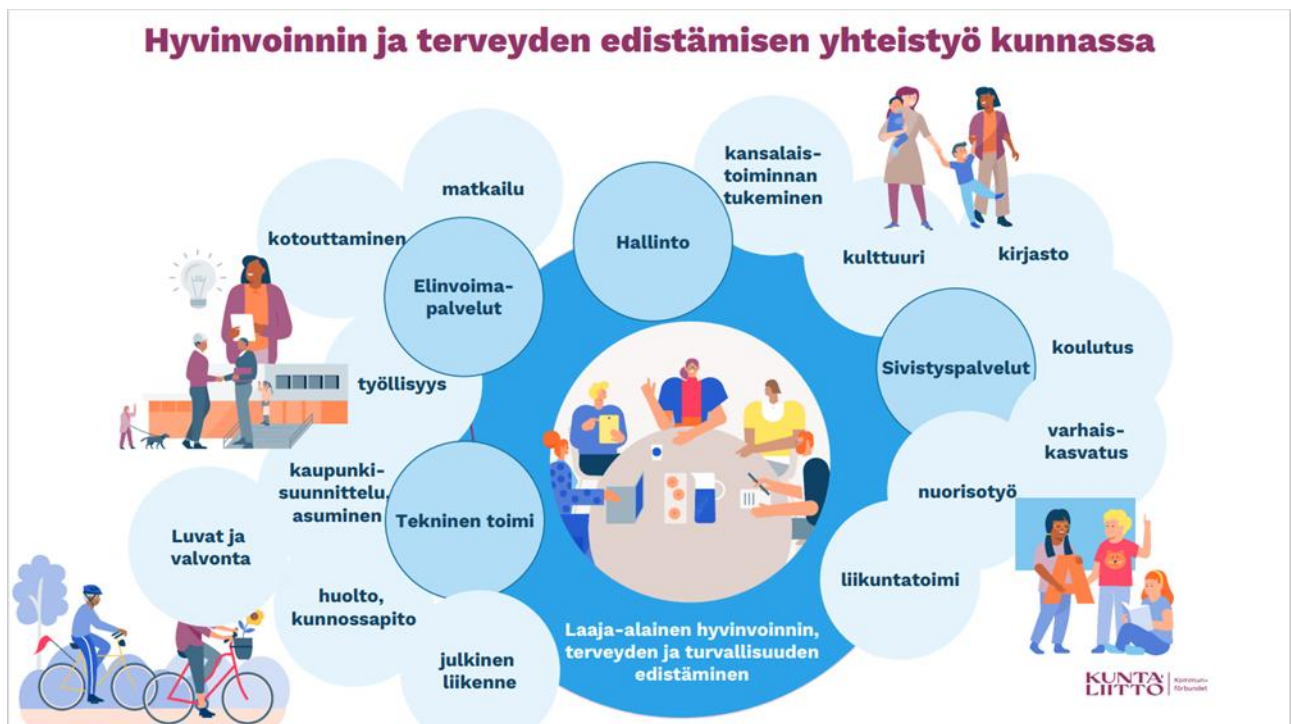 Hyvinvoinnin ja terveyden edistämisen yhteistyö kunnassa
matkailu
kotouttaminen
Elinvoima-
palvelut
työllisyys
Hallinto
kansalais-
toiminnan
tukeminen
kulttuuri
kirjasto
Sivistyspalvelut
koulutus
varhais-
kasvatus
nuorisotyö
liikuntatoimi
kaupunki-
suunnittelu,
asuminen
Tekninen toimi
Luvat ja
valvonta
huolto,
kunnossapito
julkinen
liikenne
Laaja-alainen hyvinvoinnin,
terveyden ja turvallisuuden
edistäminen
A
KUNTA-
LIITTO
Kommun-
förbundet